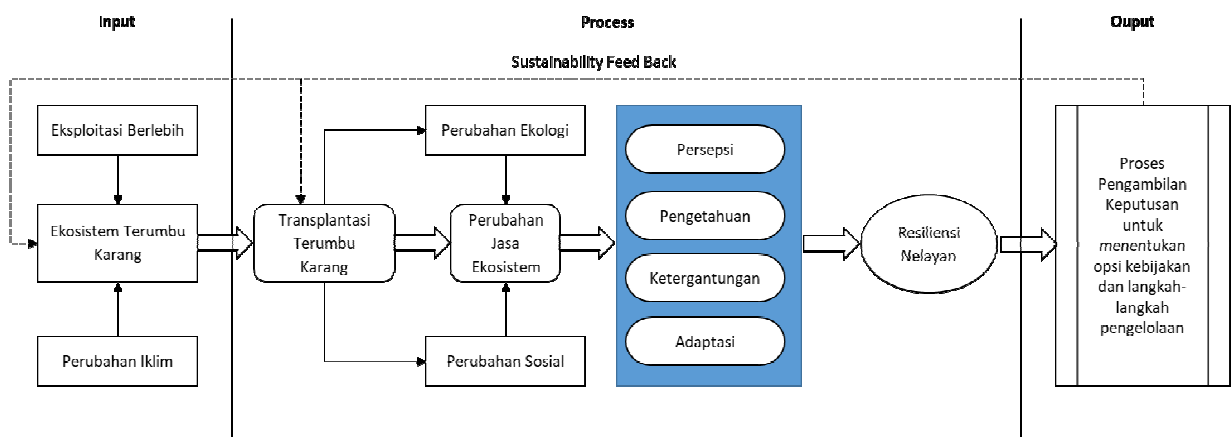 Input
Process
Ouput
Sustainability Feed Back
Eksploitasi Berlebih
Ekosistem Terumbu
Karang
Perubahan Iklim
Transplantasi
Terumbu
Karang
Perubahan Ekologi
Perubahan
Jasa
Ekosistem
Perubahan Sosial
Persepsi
Pengetahuan
Ketergantungan
Adaptasi
Resiliensi
Nelayan
Proses
Pengambilan
Keputusan
untuk
menentukan
opsi kebijakan
dan langkah-
langkah
pengelolaan